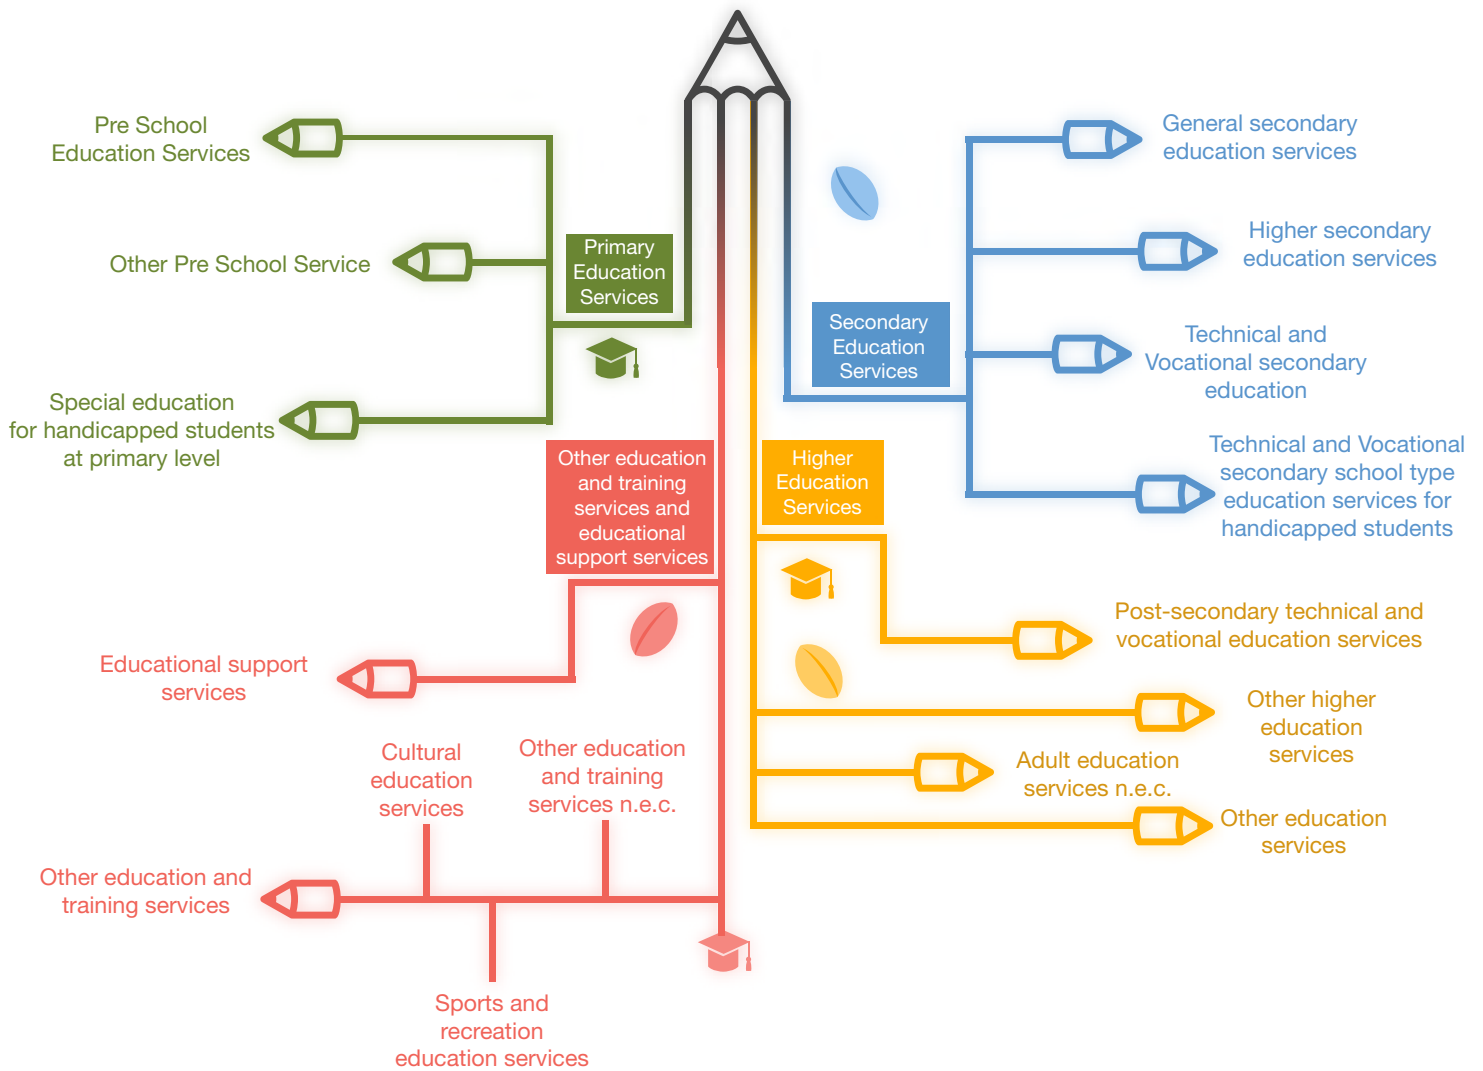 Pre School
Education Services
Other Pre School Service
Special education
for handicapped students
at primary level
Primary
Education
Services
General secondary
education services
Higher secondary
education services
Technical and
Vocational secondary
education
Technical and Vocational
secondary school type
education services for
handicapped students
Secondary
Education
Services
Other education
and training
services and
educational
support services
Higher
Education
Services
Educational support
services
Cultural
education
services
Other education
and training
services n.e.c.
Other education and
training services
Sports and
recreation
education services
Post-secondary technical and
vocational education services
Other higher
education
services
Adult education
services n.e.c.
Other education
services